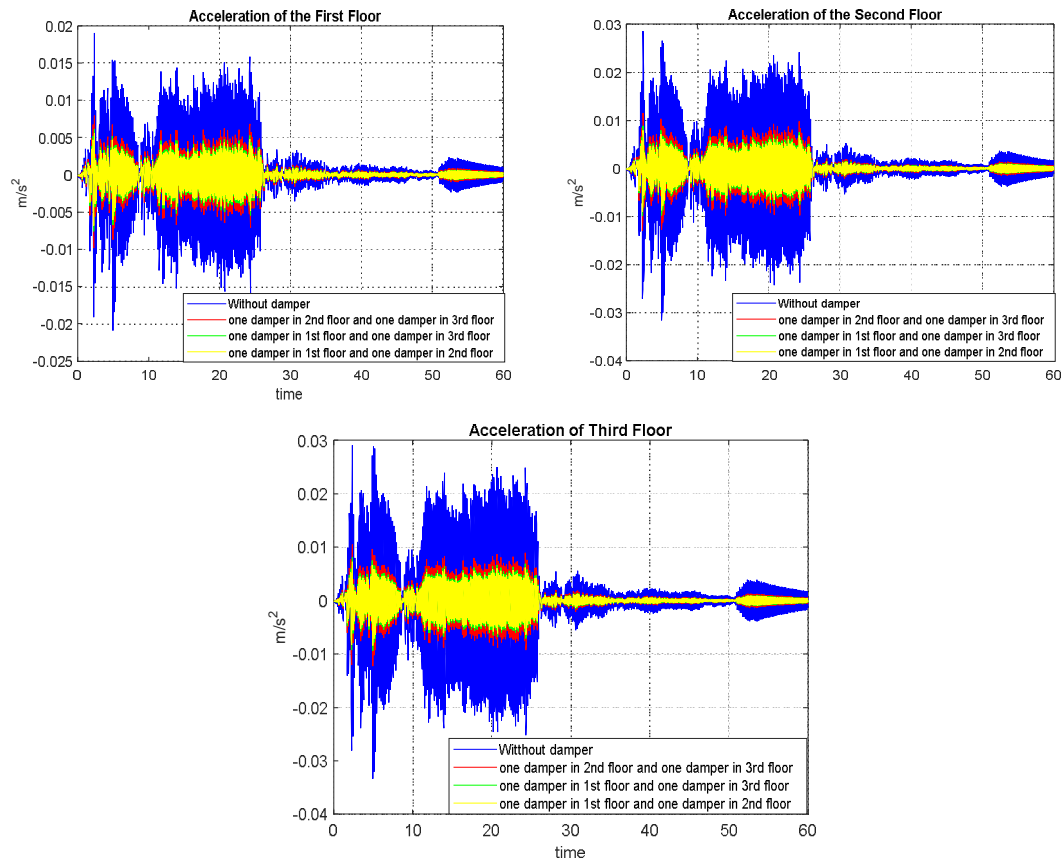 Acceleration of the First Floor
0.02
0.015
0.01
0.005
0
-0.005
-0.01
-0.015
-0.02
-0.025
m/s2
0 10 20 30 40 50 60
time
Without damper
one damper in 2nd floor and one damper in 3rd floor
one damper in 1st floor and one damper in 3rd floor
one damper in 1st floor and one damper in 2nd floor
Acceleration of the Second Floor
0.03
0.02
0.01
0
-0.01
-0.02
-0.03
-0.04
m/s2
0 10 20 30 40 50 60
Without damper
one damper in 2nd floor and one damper in 3rd floor
one damper in 1st floor and one damper in 3rd floor
one damper in 1st floor and one damper in 2nd floor
Acceleration of Third Floor
0.03
0.02
0.01
0
-0.01
-0.02
-0.03
-0.04
m/s2
0 10 20 30 40 50 60
time
Witthout damper
one damper in 2nd floor and one damper in 3rd floor
one damper in 1st floor and one damper in 3rd floor
one damper in 1st floor and one damper in 2nd floor